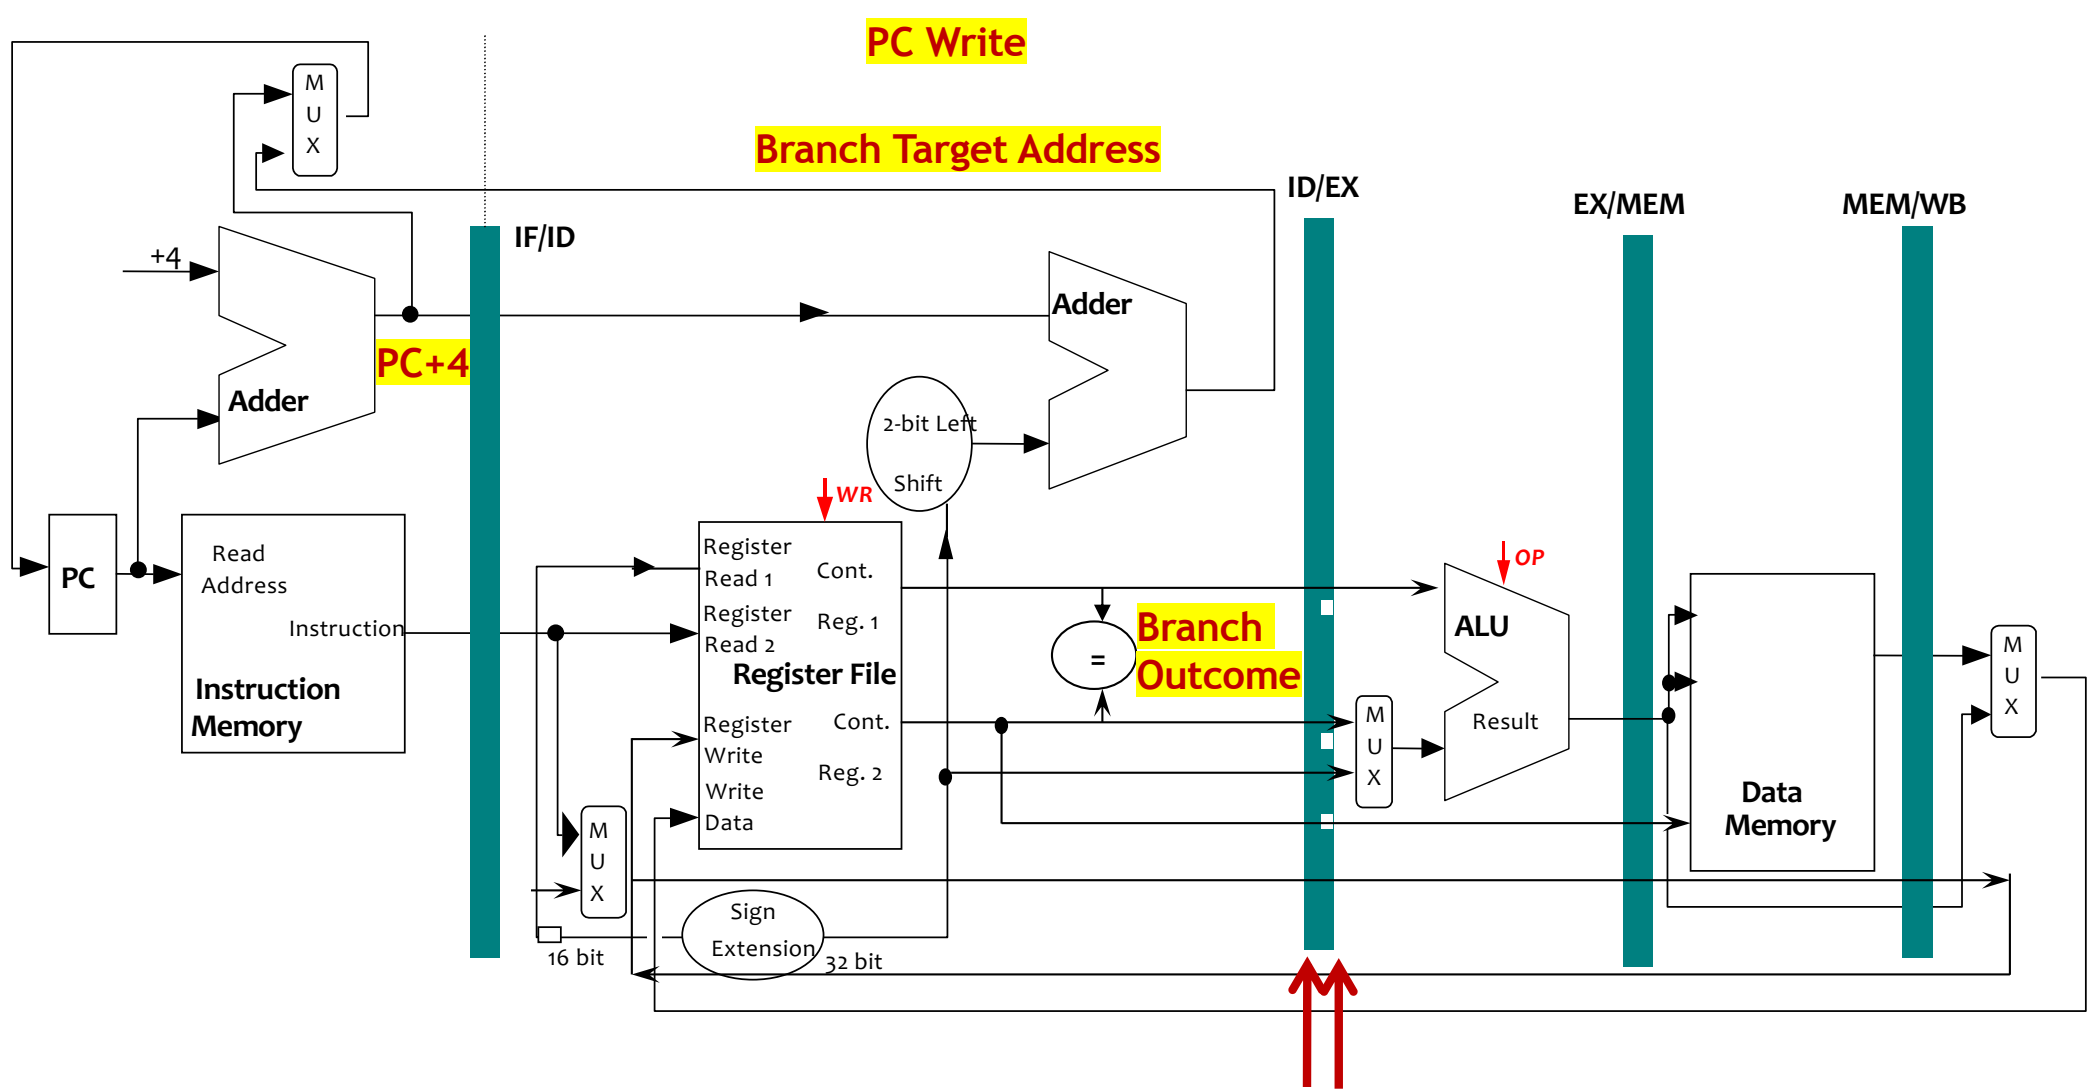 PC Write
M
U
X
Branch Target Address
ID/EX
EX/MEM
MEM/WB
IF/ID
+4
Adder
PC+4
Adder
2-bit Left
Shift
WR
PC
Read
Address
Instruction
Instruction
Memory
Register
Read 1
Cont.
Register
Read 2
Reg. 1
Register File
Register
Write
Cont.
Write
Data
Reg. 2
=
Branch
Outcome
OP
ALU
Result
M
U
X
Data
Memory
M
U
X
M
U
X
Sign
Extension
16 bit
32 bit